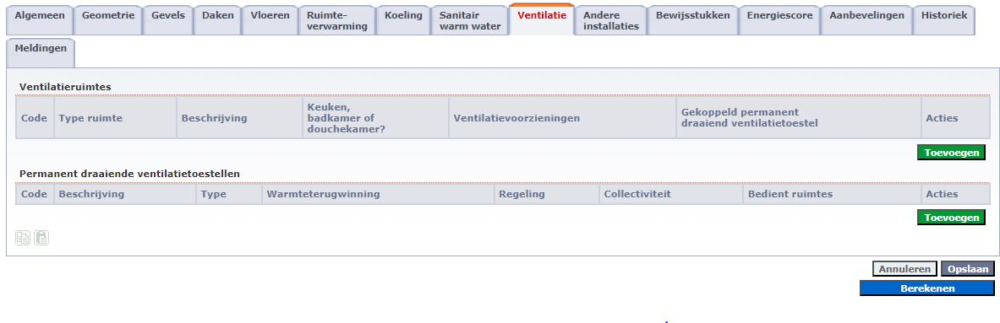 Algemeen
Geometrie
Gevels
Daken
Vloeren
Ruimte-
verwarming
Koeling
Sanitair
warm water
Ventilatie
Andere
installaties
Bewijsstukken
Energiescore
Aanbevelingen
Historiek
Meldingen
Ventilatieruimtes
Code
Type ruimte
Beschrijving
Keuken,
badkamer of
douchekamer?
Ventilatievoorzieningen
Gekoppeld permanent
draaiend ventilatietoestel
Acties
Toevoegen
Permanent draaiende ventilatietoestellen
Code
Beschrijving
Type
Warmteterugwinning
Regeling
Collectiviteit
Bedient ruimtes
Acties
Toevoegen
Annuleren
Opslaan
Berekenen